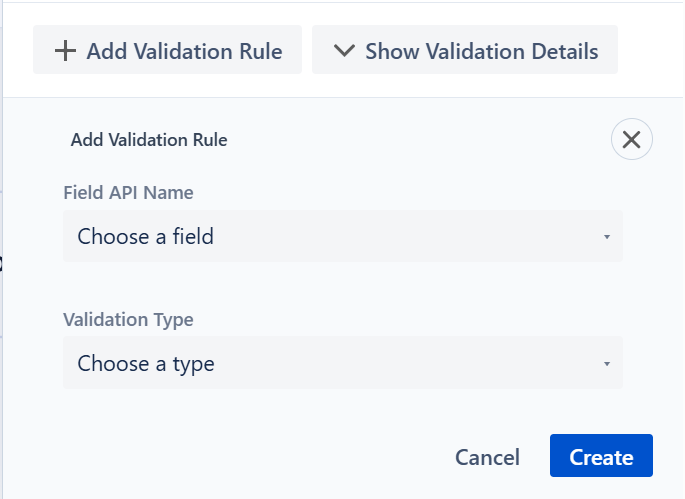 Add Validation Rule
Show Validation Details
Add Validation Rule
Field API Name
Choose a field
Validation Type
Choose a type
Cancel
Create